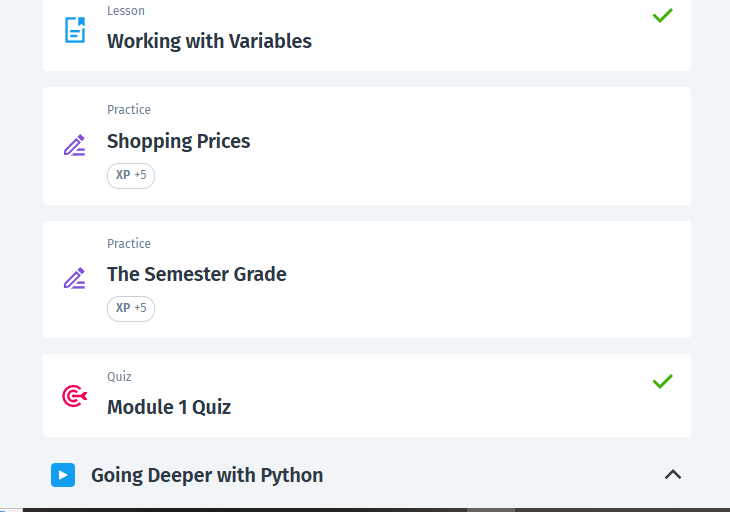 Lesson
Working with Variables
Practice
Shopping Prices
XP +5
Practice
The Semester Grade
XP +5
Quiz
Module 1 Quiz
Going Deeper with Python